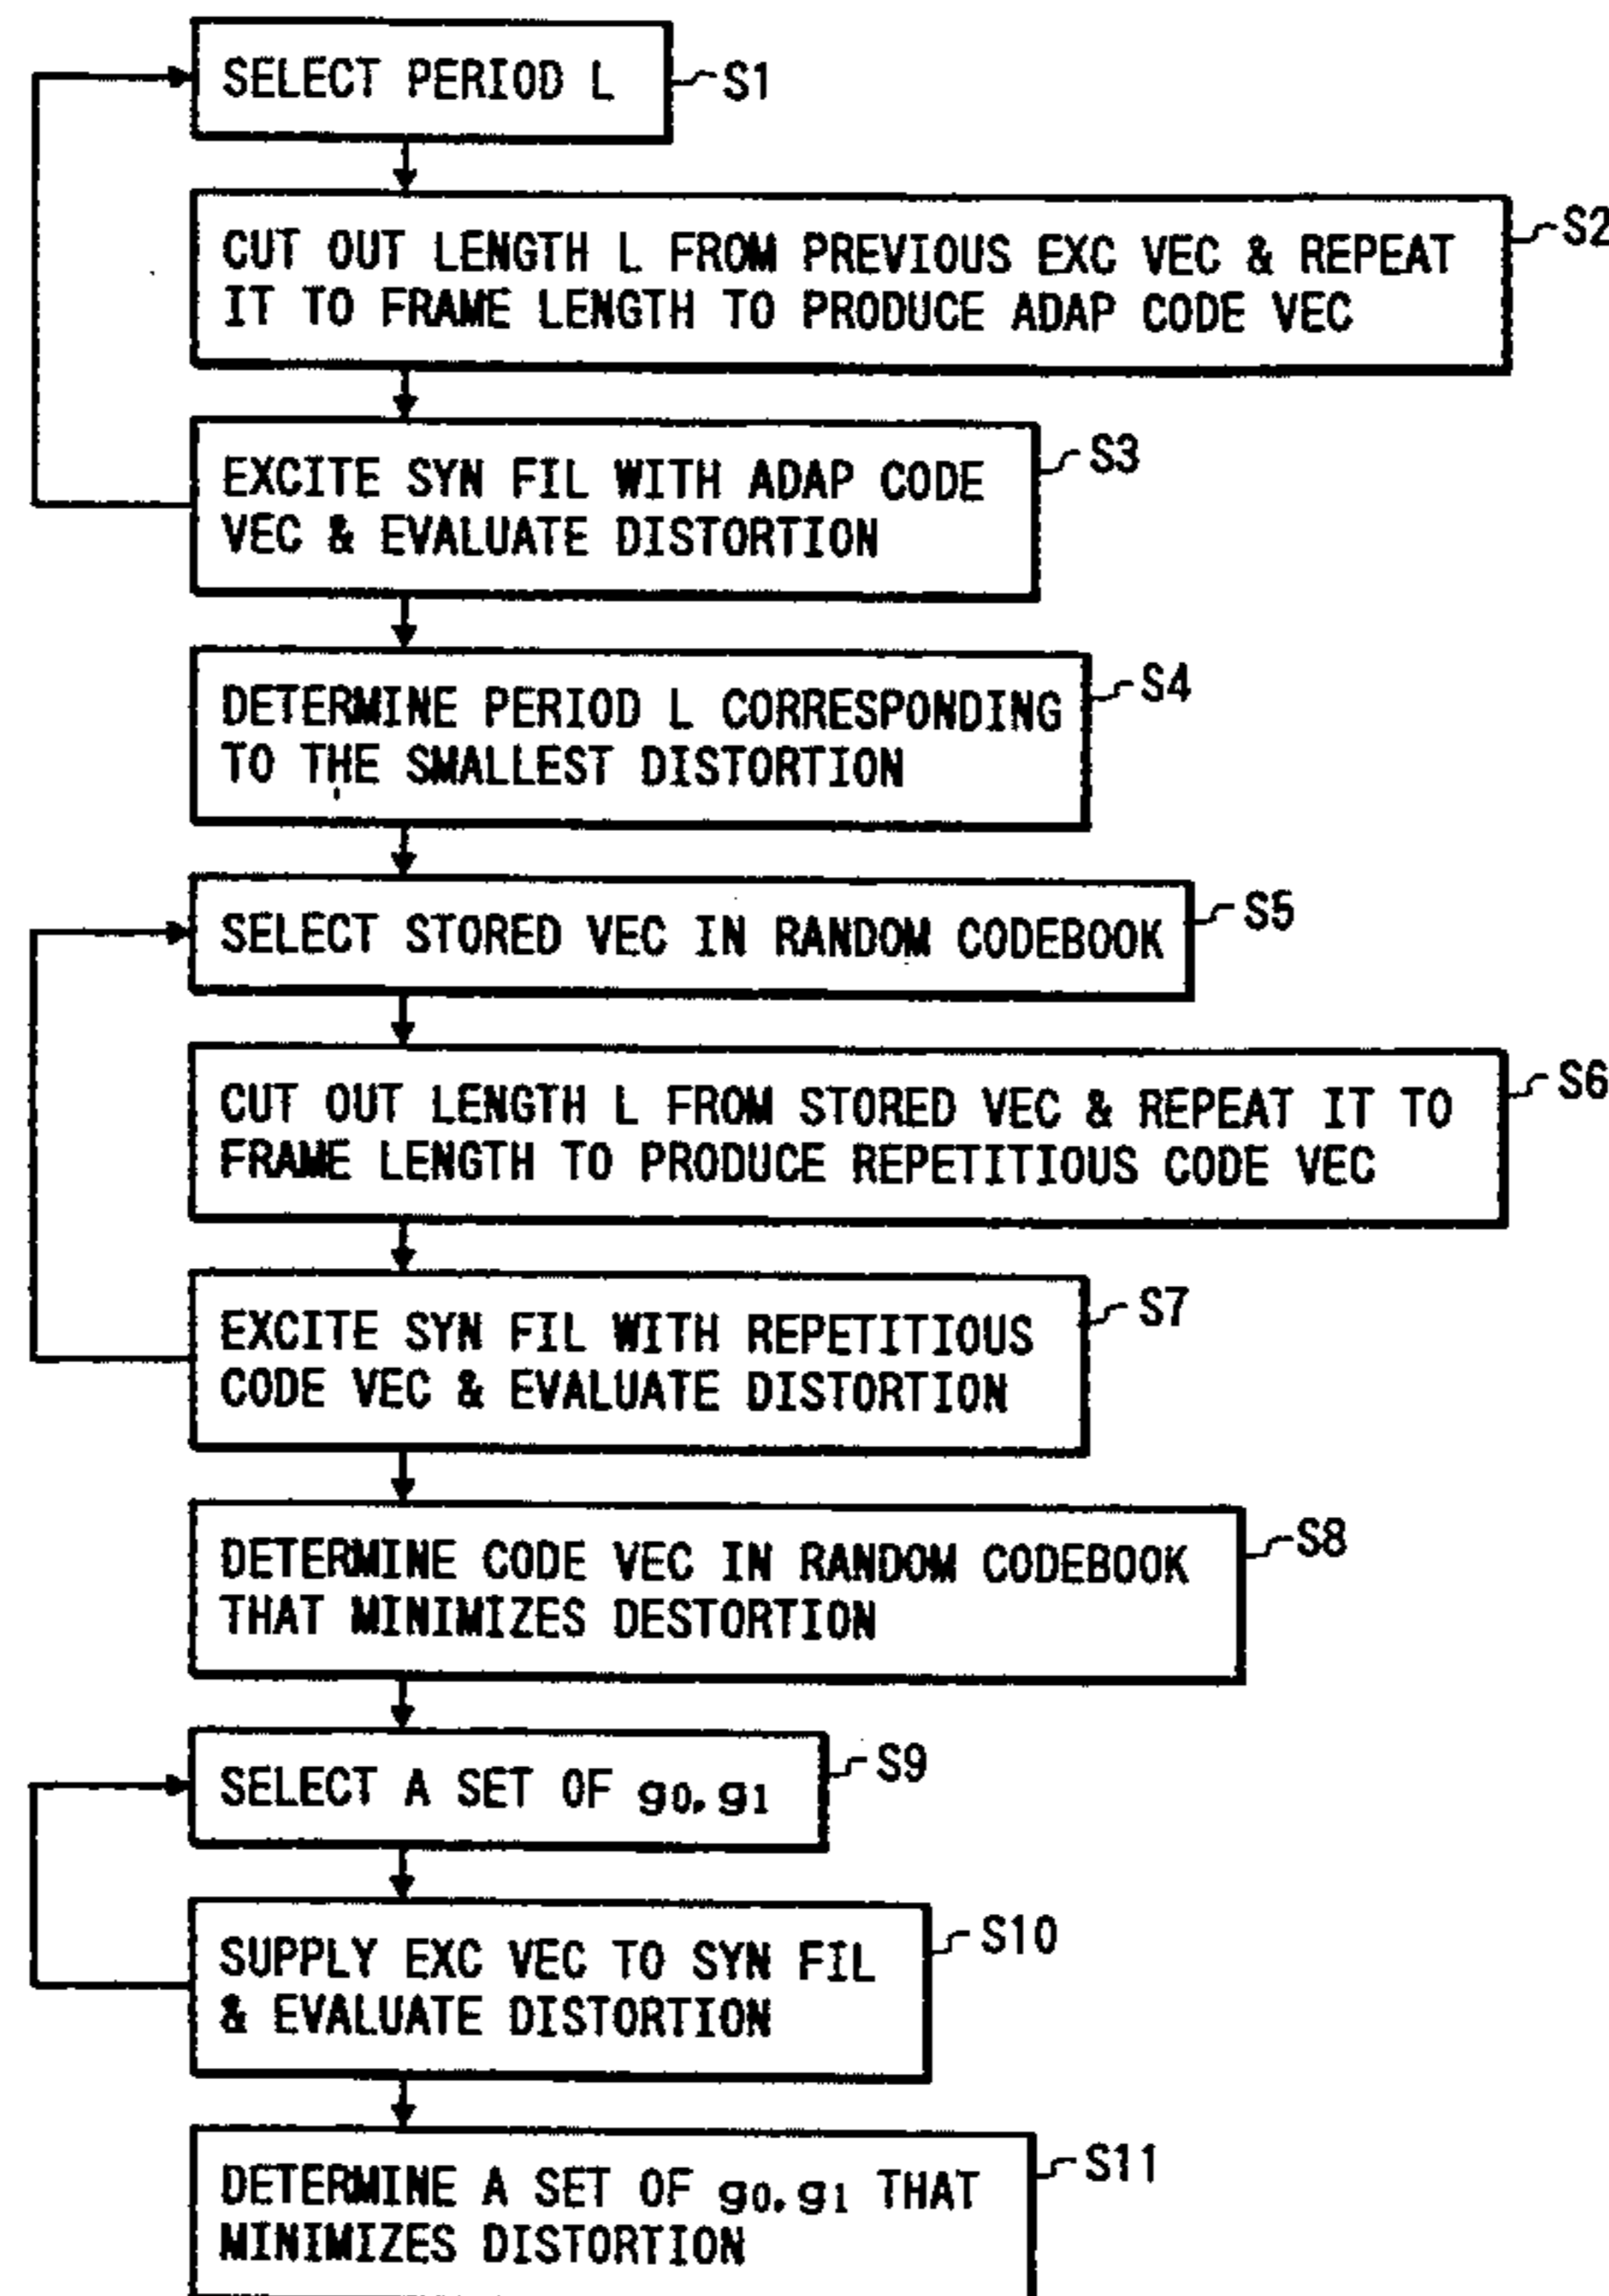 SELECT PERIOD L
S1
CUT OUT LENGTH L FROM PREVIOUS EXC VEC & REPEAT
IT TO FRAME LENGTH TO PRODUCE ADAP CODE VEC
S2
EXCITE SYN FIL WITH ADAP CODE
VEC & EVALUATE DISTORTION
S3
DETERMINE PERIOD L CORRESPONDING
TO THE SMALLEST DISTORTION
S4
SELECT STORED VEC IN RANDOM CODEBOOK
S5
CUT OUT LENGTH L FROM STORED VEC & REPEAT IT TO
FRAME LENGTH TO PRODUCE REPETITIOUS CODE VEC
S6
EXCITE SYN FIL WITH REPETITIOUS
CODE VEC & EVALUATE DISTORTION
S7
DETERMINE CODE VEC IN RANDOM CODEBOOK
THAT MINIMIZES DESTORTION
S8
SELECT A SET OF g0,g1
S9
SUPPLY EXC VEC TO SYN FIL
& EVALUATE DISTORTION
S10
DETERMINE A SET OF g0,g1 THAT
MINIMIZES DISTORTION
S11